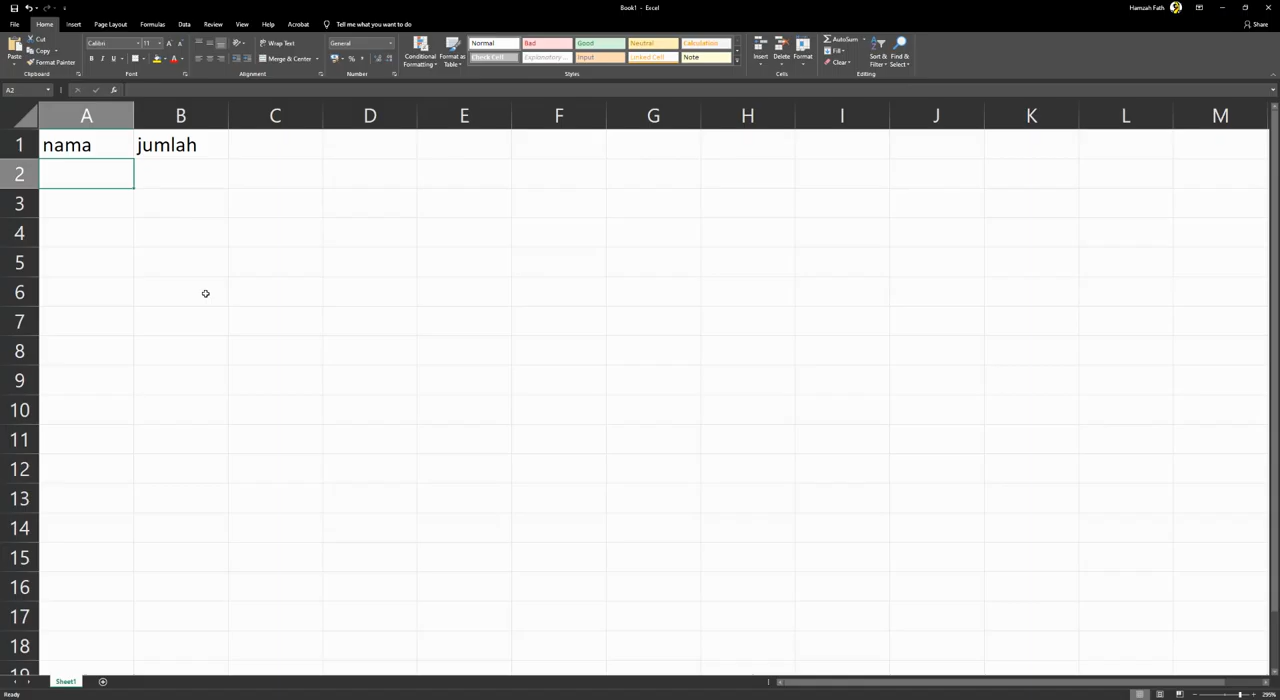 Book1 - Excel
Hamzah Fath
File Home Insert Page Layout Formulas Data Review View Help Acrobat Tell me what you want to do Share
Paste Cut Copy Format Painter Clipboard
Calibri 11 B I U Font
Wrap Text Merge & Center Alignment
General % Number
Conditional Formatting Format as Table
Normal Bad Good Neutral Calculation
Check Cell Explanatory ... Input Linked Cell Note
Styles
Insert Delete Format Cells
AutoSum Fill Clear Sort & Filter Find & Select Editing
A2 fx
A B C D E F G H I J K L M
1 nama jumlah
2
3
4
5
6
7
8
9
10
11
12
13
14
15
16
17
18
19
Sheet1
Ready 295%